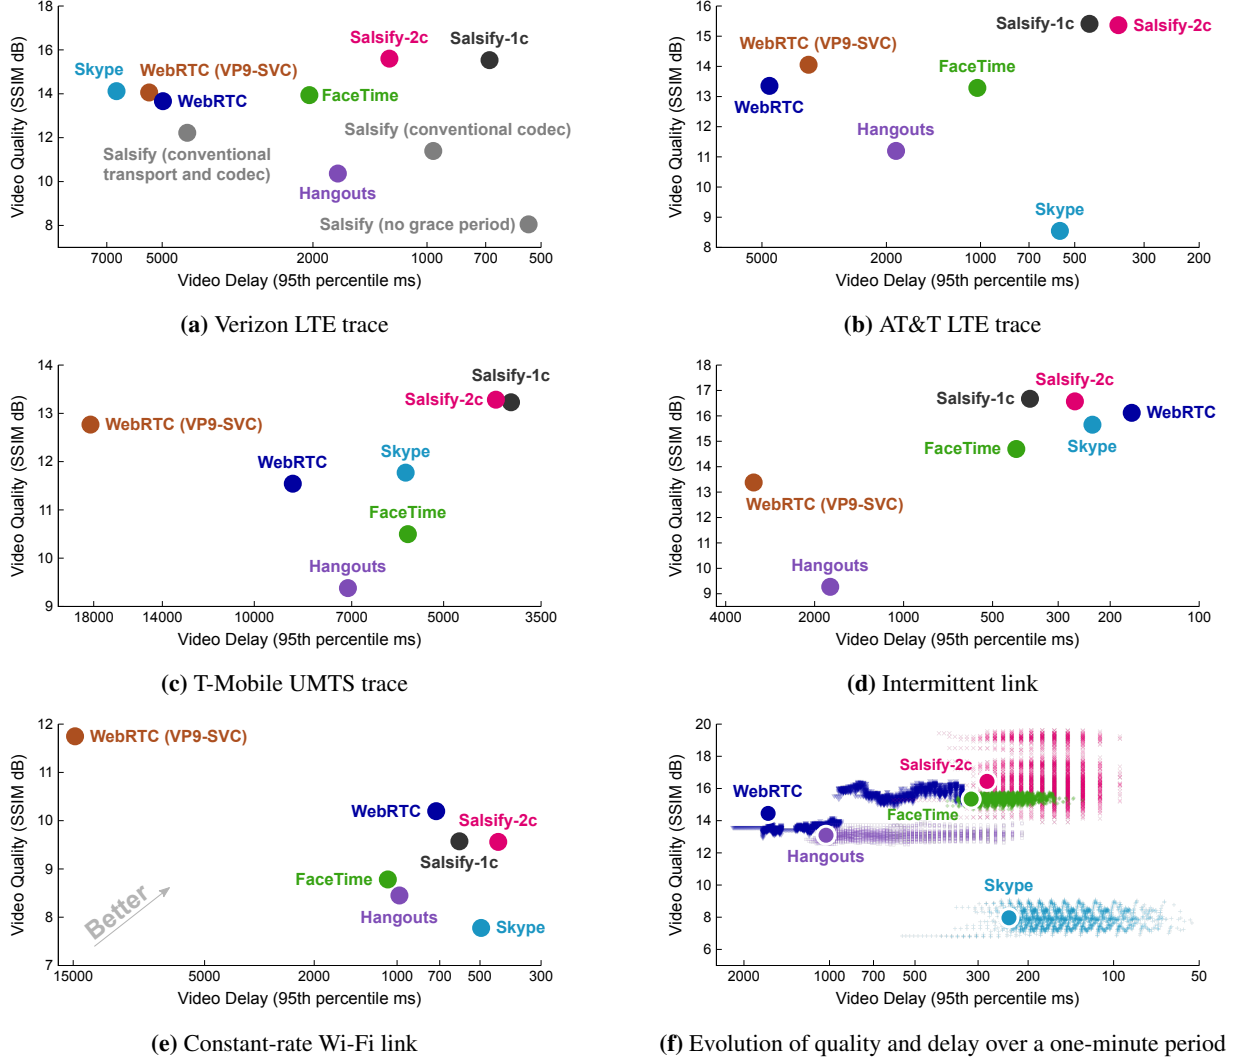 18
16
14
12
10
8
Video Quality (SSIM dB)
Salsify-2c
Salsify-1c
Skype
WebRTC (VP9-SVC)
WebRTC
FaceTime
Salsify (conventional codec)
Salsify (conventional
transport and codec)
Hangouts
Salsify (no grace period)
7000 5000 2000 1000 700 500
Video Delay (95th percentile ms)
(a) Verizon LTE trace
16
15
14
13
12
11
10
9
8
Video Quality (SSIM dB)
Salsify-1c
Salsify-2c
WebRTC (VP9-SVC)
FaceTime
WebRTC
Hangouts
Skype
5000 2000 1000 700 500 300 200
Video Delay (95th percentile ms)
(b) AT&T LTE trace
14
13
12
11
10
9
Video Quality (SSIM dB)
Salsify-1c
Salsify-2c
WebRTC (VP9-SVC)
WebRTC
Skype
FaceTime
Hangouts
18000 14000 10000 7000 5000 3500
Video Delay (95th percentile ms)
(c) T-Mobile UMTS trace
18
17
16
15
14
13
12
11
10
9
Video Quality (SSIM dB)
Salsify-2c
Salsify-1c
WebRTC
Skype
FaceTime
WebRTC (VP9-SVC)
Hangouts
4000 2000 1000 500 300 200 100
Video Delay (95th percentile ms)
(d) Intermittent link
12
11
10
9
8
7
Video Quality (SSIM dB)
WebRTC (VP9-SVC)
WebRTC
Salsify-2c
Salsify-1c
FaceTime
Hangouts
Skype
Better
15000 5000 2000 1000 700 500 300
Video Delay (95th percentile ms)
(e) Constant-rate Wi-Fi link
20
18
16
14
12
10
8
6
Video Quality (SSIM dB)
Salsify-2c
WebRTC
FaceTime
Hangouts
Skype
2000 1000 700 500 300 200 100 50
Video Delay (95th percentile ms)
(f) Evolution of quality and delay over a one-minute period